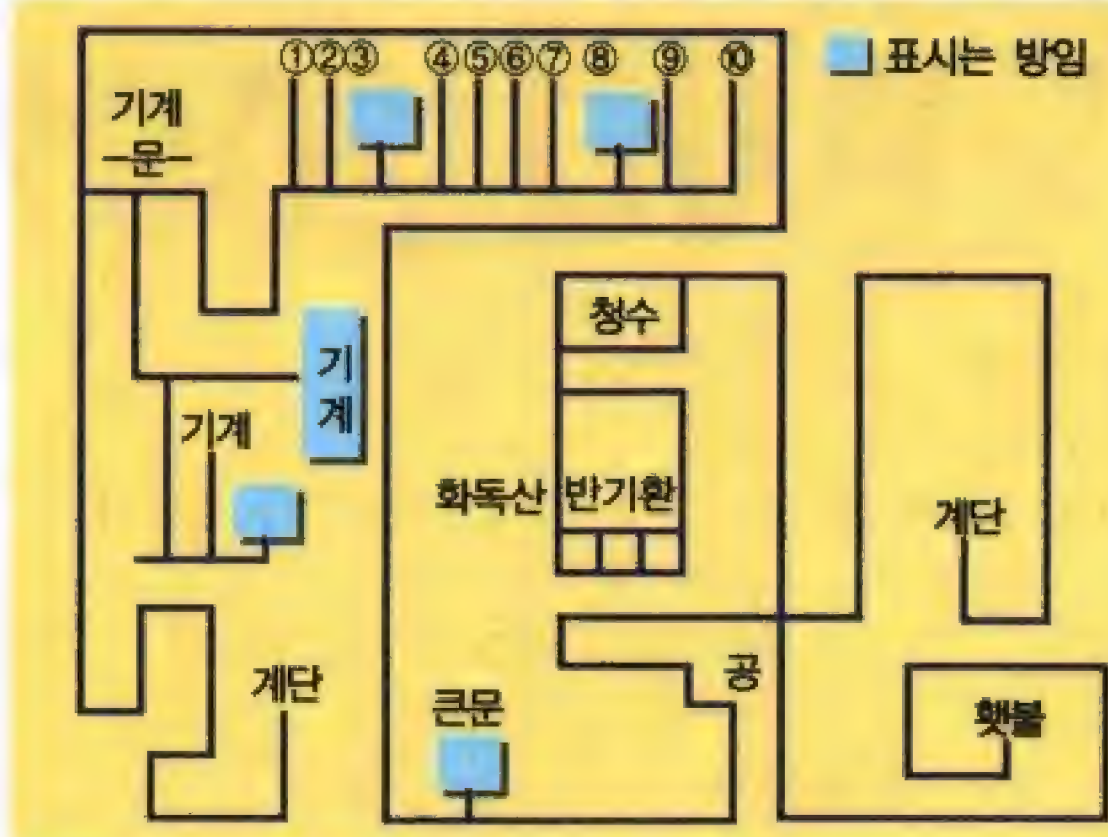 ①②③ ④⑤⑥⑦ ⑧ ⑨ ⑩
표시는 방임
기계
문
청수
기
계
기계
화독산 반기환
계단
공
계단
큰문
횃불